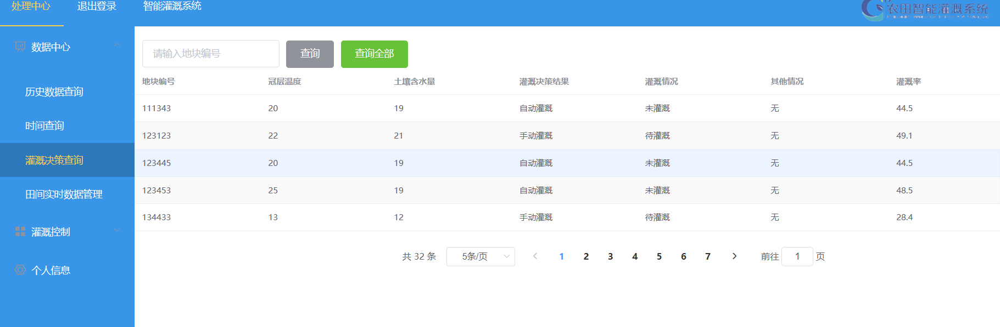 处理中心 退出登录 智能灌溉系统 农田智能灌溉系统
数据中心
历史数据查询
时间查询
灌溉决策查询
田间实时数据管理
灌溉控制
个人信息
请输入地块编号 查询 查询全部
地块编号 冠层温度 土壤含水量 灌溉决策结果 灌溉情况 其他情况 灌溉率
111343 20 19 自动灌溉 未灌溉 无 44.5
123123 22 21 手动灌溉 待灌溉 无 49.1
123445 20 19 自动灌溉 未灌溉 无 44.5
123453 25 19 自动灌溉 未灌溉 无 48.5
134433 13 12 手动灌溉 待灌溉 无 28.4
共 32 条 5条/页 1 2 3 4 5 6 7 前往 1 页